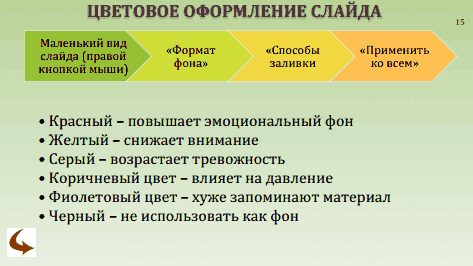 ЦВЕТОВОЕ ОФОРМЛЕНИЕ СЛАЙДА
15
Маленький вид
слайда (правой
кнопкой мыши)
«Формат
фона»
«Способы
заливки
«Применить
ко всем»
• Красный – повышает эмоциональный фон
• Желтый – снижает внимание
• Серый – возрастает тревожность
• Коричневый цвет – влияет на давление
• Фиолетовый цвет – хуже запоминают материал
• Черный – не использовать как фон